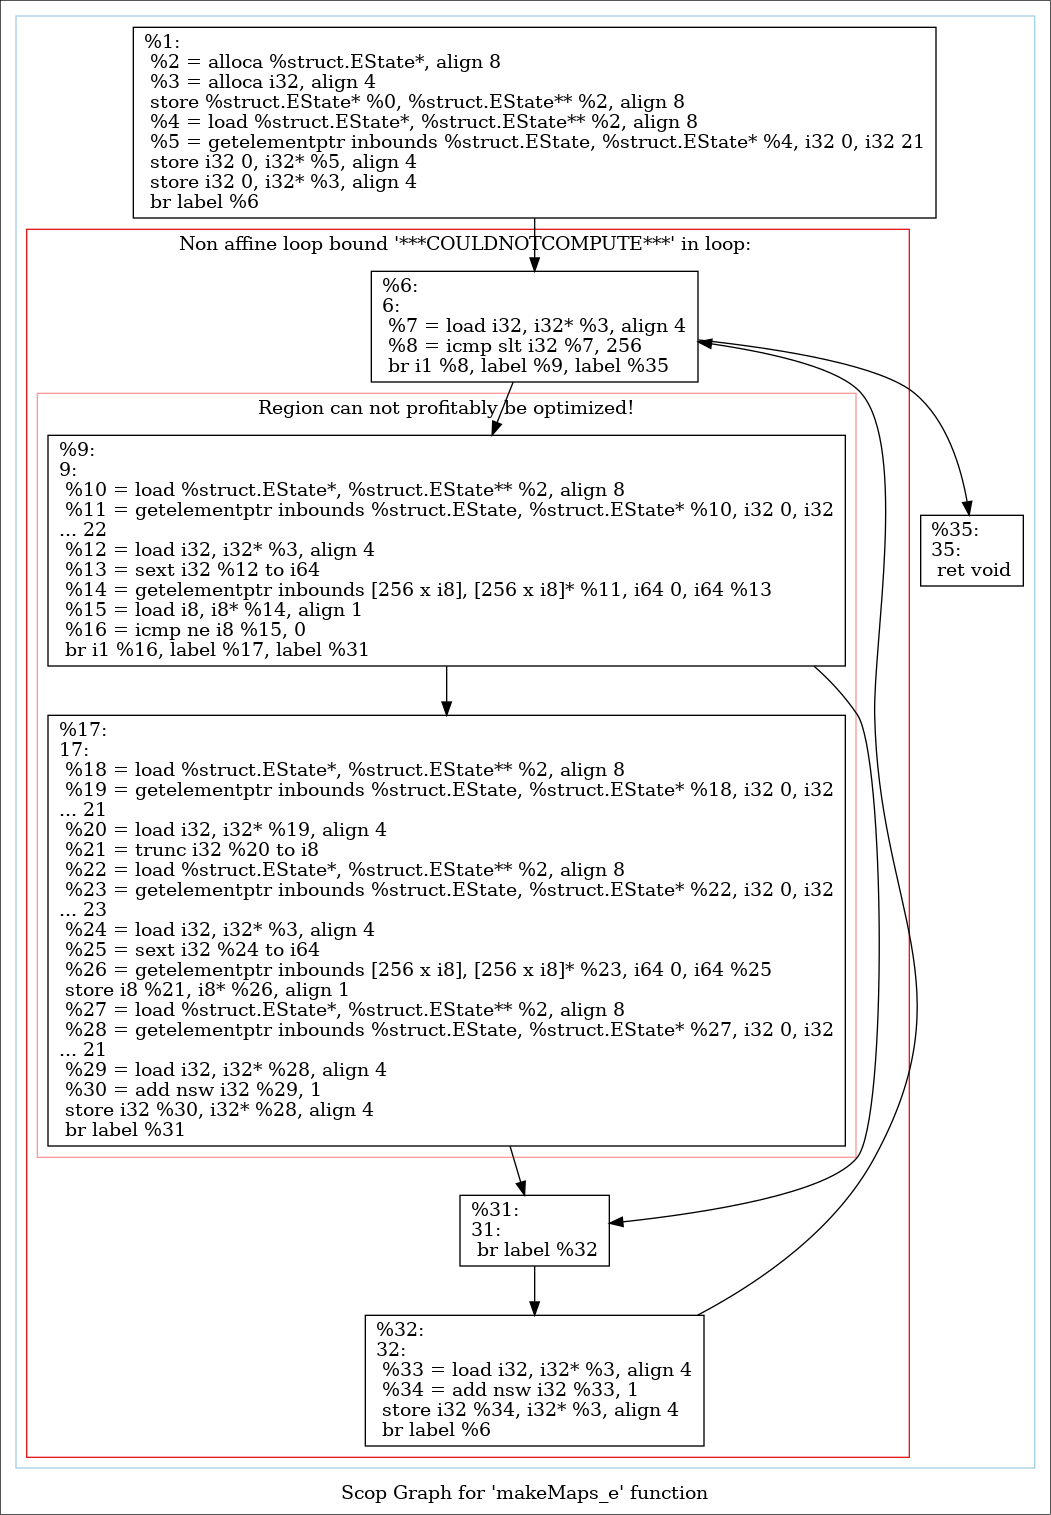 %1:
%2 = alloca %struct.EState*, align 8
%3 = alloca i32, align 4
store %struct.EState* %0, %struct.EState** %2, align 8
%4 = load %struct.EState*, %struct.EState** %2, align 8
%5 = getelementptr inbounds %struct.EState, %struct.EState* %4, i32 0, i32 21
store i32 0, i32* %5, align 4
store i32 0, i32* %3, align 4
br label %6
Non affine loop bound '***COULDNOTCOMPUTE***' in loop:
%6:
6:
%7 = load i32, i32* %3, align 4
%8 = icmp slt i32 %7, 256
br i1 %8, label %9, label %35
Region can not profitably be optimized!
%9:
9:
%10 = load %struct.EState*, %struct.EState** %2, align 8
%11 = getelementptr inbounds %struct.EState, %struct.EState* %10, i32 0, i32
... 22
%12 = load i32, i32* %3, align 4
%13 = sext i32 %12 to i64
%14 = getelementptr inbounds [256 x i8], [256 x i8]* %11, i64 0, i64 %13
%15 = load i8, i8* %14, align 1
%16 = icmp ne i8 %15, 0
br i1 %16, label %17, label %31
%35:
35:
ret void
%17:
17:
%18 = load %struct.EState*, %struct.EState** %2, align 8
%19 = getelementptr inbounds %struct.EState, %struct.EState* %18, i32 0, i32
... 21
%20 = load i32, i32* %19, align 4
%21 = trunc i32 %20 to i8
%22 = load %struct.EState*, %struct.EState** %2, align 8
%23 = getelementptr inbounds %struct.EState, %struct.EState* %22, i32 0, i32
... 23
%24 = load i32, i32* %3, align 4
%25 = sext i32 %24 to i64
%26 = getelementptr inbounds [256 x i8], [256 x i8]* %23, i64 0, i64 %25
store i8 %21, i8* %26, align 1
%27 = load %struct.EState*, %struct.EState** %2, align 8
%28 = getelementptr inbounds %struct.EState, %struct.EState* %27, i32 0, i32
... 21
%29 = load i32, i32* %28, align 4
%30 = add nsw i32 %29, 1
store i32 %30, i32* %28, align 4
br label %31
%31:
31:
br label %32
%32:
32:
%33 = load i32, i32* %3, align 4
%34 = add nsw i32 %33, 1
store i32 %34, i32* %3, align 4
br label %6
Scop Graph for 'makeMaps_e' function